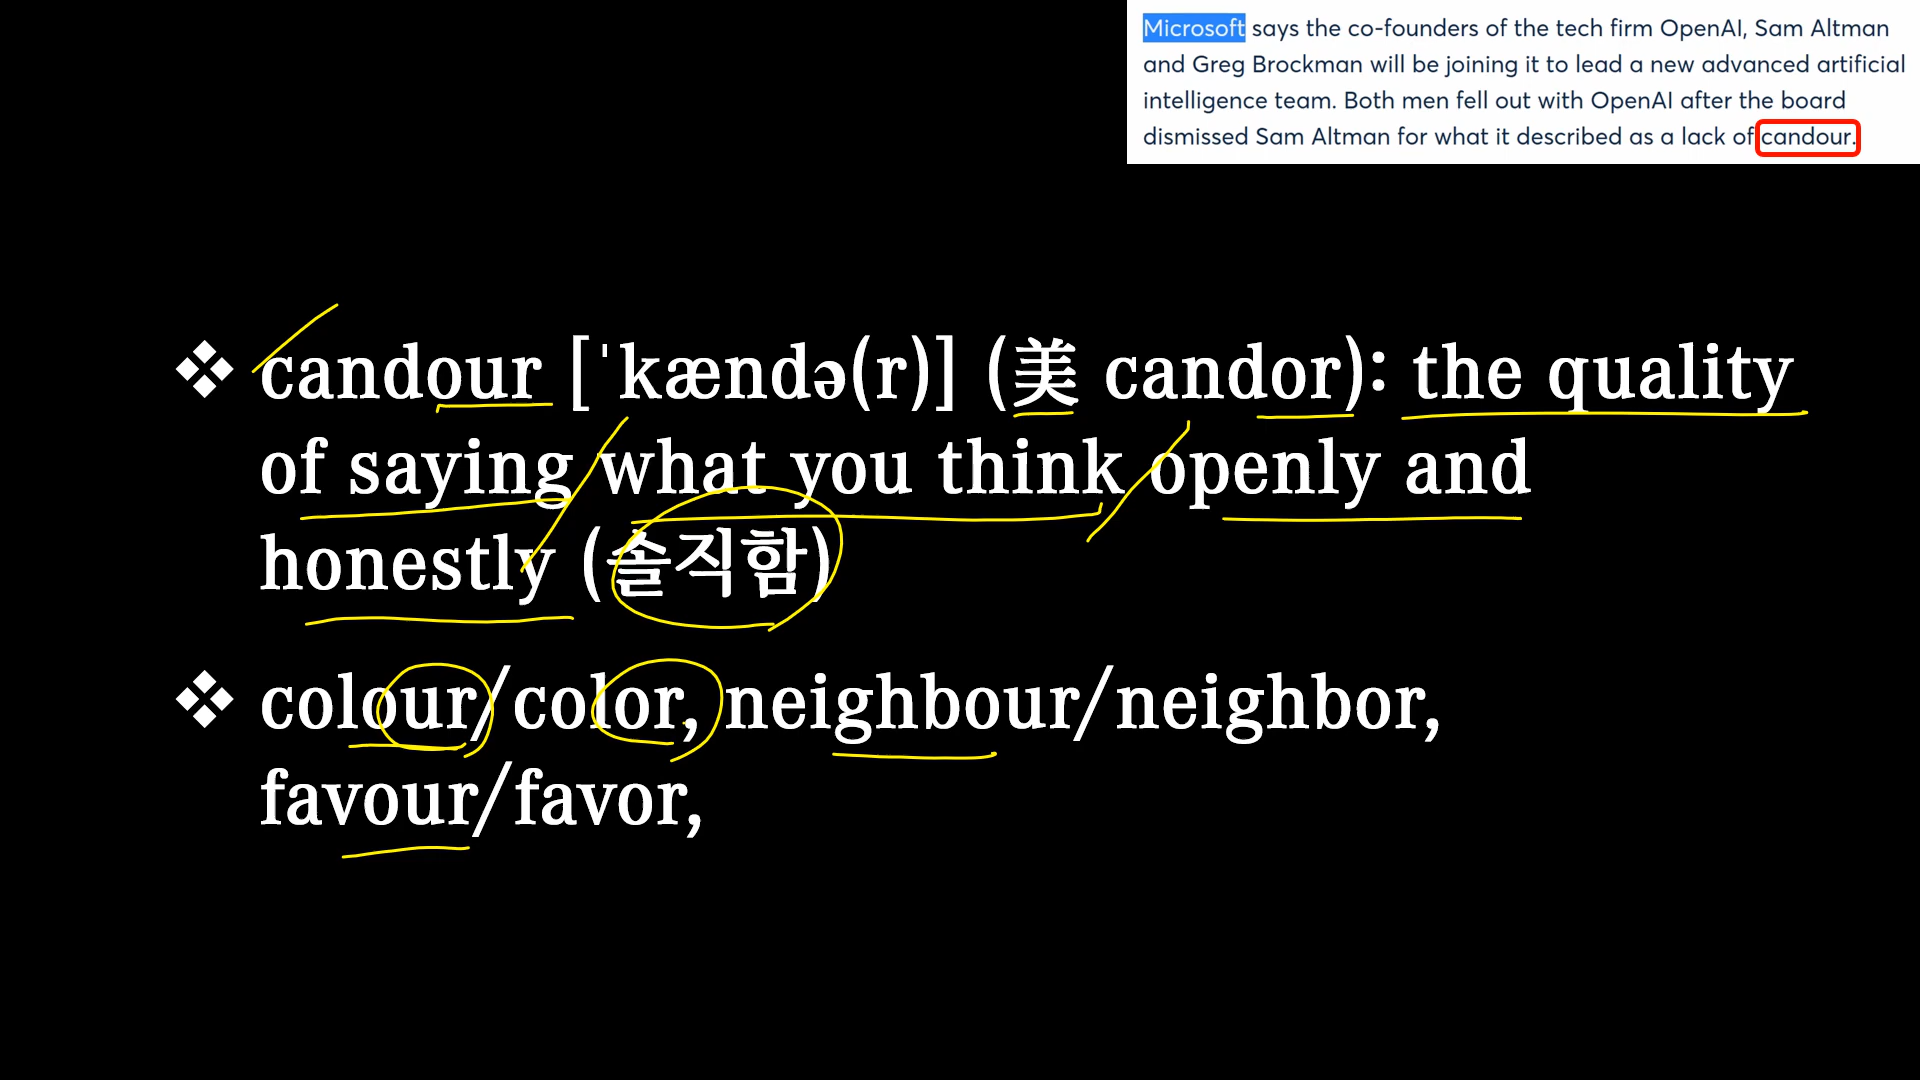 Microsoft says the co-founders of the tech firm OpenAI, Sam Altman
and Greg Brockman will be joining it to lead a new advanced artificial
intelligence team. Both men fell out with OpenAI after the board
dismissed Sam Altman for what it described as a lack of candour.
❖ candour [ˈkændə(r)] (美 candor): the quality
of saying what you think openly and
honestly (솔직함)
❖ colour/color, neighbour/neighbor,
favour/favor,